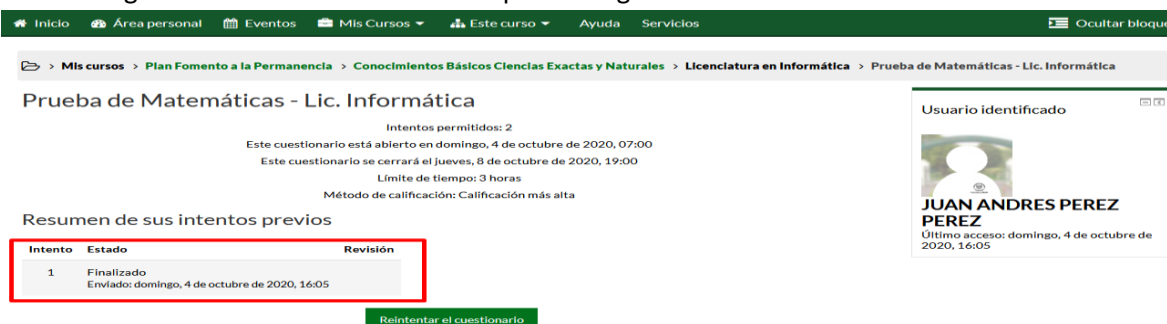 Inicio Área personal Eventos Mis Cursos Este curso Ayuda Servicios Ocultar bloque
> Mis cursos > Plan Fomento a la Permanencia > Conocimientos Básicos Ciencias Exactas y Naturales > Licenciatura en Informática > Prueba de Matemáticas - Lic. Informática
Prueba de Matemáticas - Lic. Informática
Intentos permitidos: 2
Este cuestionario está abierto en domingo, 4 de octubre de 2020, 07:00
Este cuestionario se cerrará el jueves, 8 de octubre de 2020, 19:00
Límite de tiempo: 3 horas
Método de calificación: Calificación más alta
Resumen de sus intentos previos
Intento Estado Revisión
1 Finalizado
Enviado: domingo, 4 de octubre de 2020, 16:05
Reintentar el cuestionario
Usuario identificado
JUAN ANDRES PEREZ
PEREZ
Último acceso: domingo, 4 de octubre de
2020, 16:05